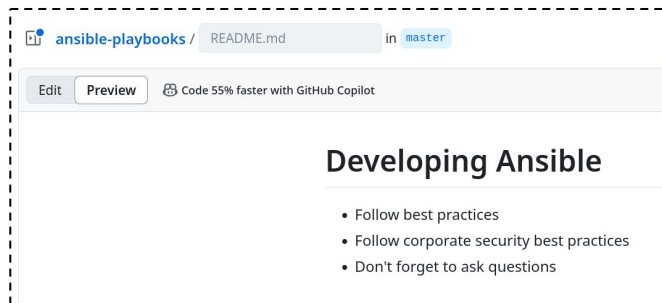 ansible-playbooks / README.md in master
Edit Preview Code 55% faster with GitHub Copilot
Developing Ansible
• Follow best practices
• Follow corporate security best practices
• Don't forget to ask questions